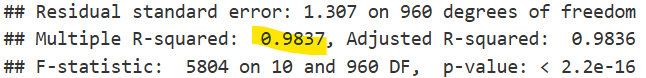 ## Residual standard error: 1.307 on 960 degrees of freedom
## Multiple R-squared:  0.9837, Adjusted R-squared:  0.9836
## F-statistic:  5804 on 10 and 960 DF,  p-value: < 2.2e-16